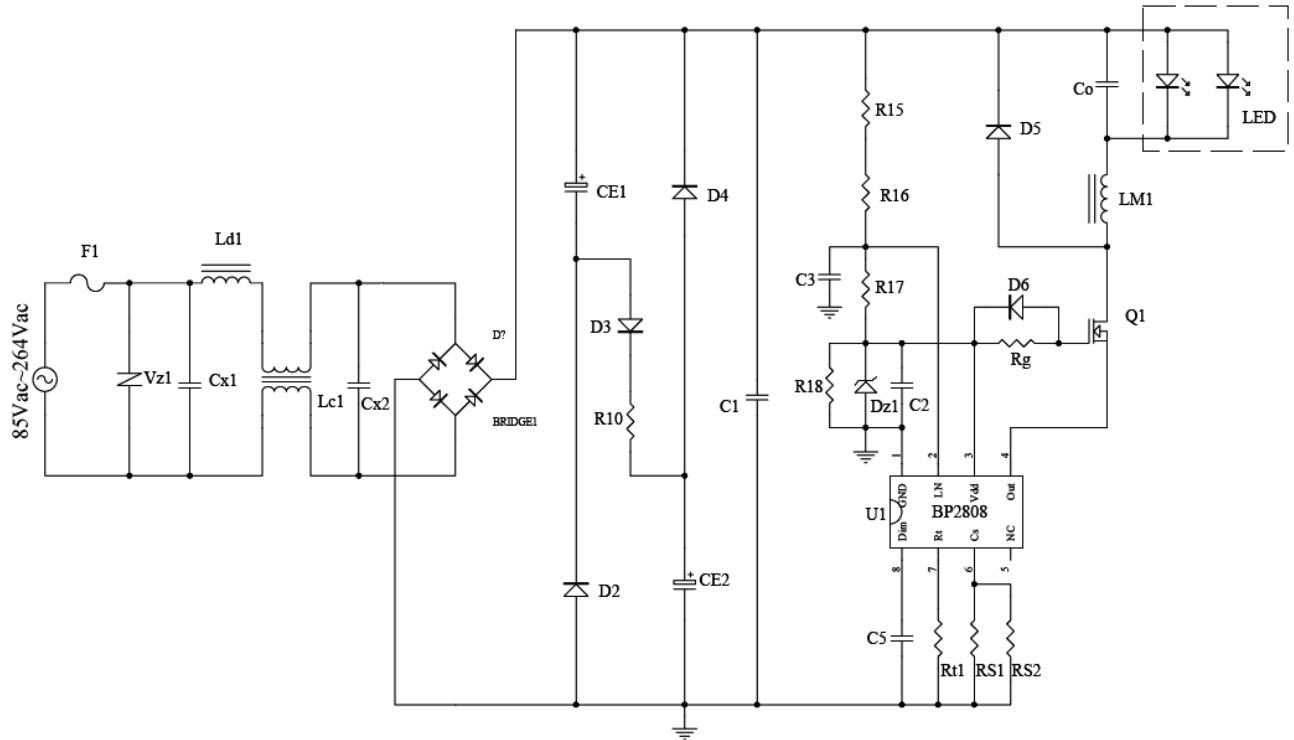 Co
LED
R15
D5
CE1
D4
R16
LM1
F1
Ld1
C3
R17
D6
Q1
D?
D3
Rg
85Vac~264Vac
Vz1
Cx1
Lc1
Cx2
BRIDGE1
R10
C1
R18
Dz1
C2
1
2
3
4
GND
LN
Vdd
Out
U1
BP2808
Dim
Rt
Cs
NC
8
7
6
5
D2
CE2
C5
Rt1
RS1
RS2
+
+